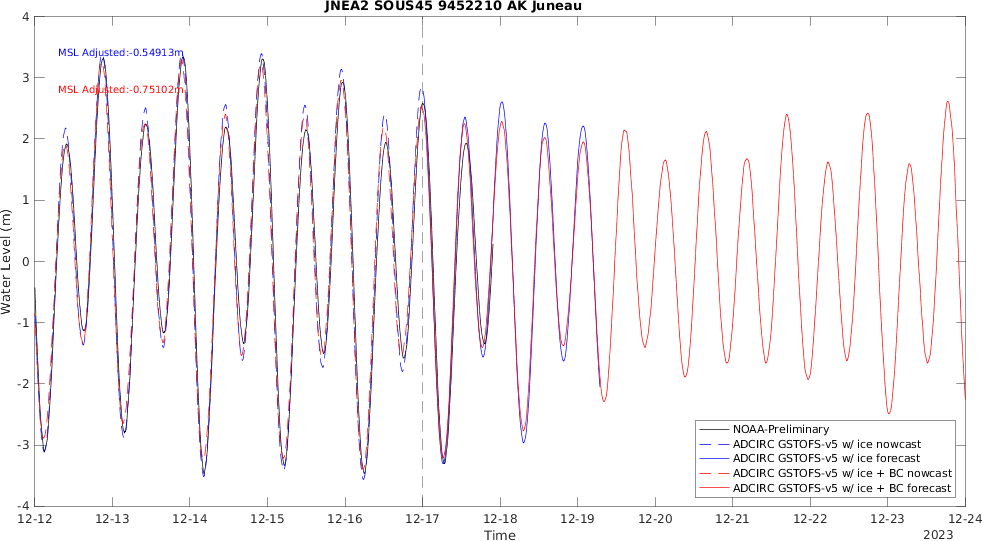 JNEA2 SOUS45 9452210 AK Juneau
MSL Adjusted:-0.54913m
MSL Adjusted:-0.75102m
Water Level (m)
4
3
2
1
0
-1
-2
-3
-4
NOAA-Preliminary
ADCIRC GSTOFS-v5 w/ ice nowcast
ADCIRC GSTOFS-v5 w/ ice forecast
ADCIRC GSTOFS-v5 w/ ice + BC nowcast
ADCIRC GSTOFS-v5 w/ ice + BC forecast
12-12 12-13 12-14 12-15 12-16 12-17 12-18 12-19 12-20 12-21 12-22 12-23 12-24
Time
2023